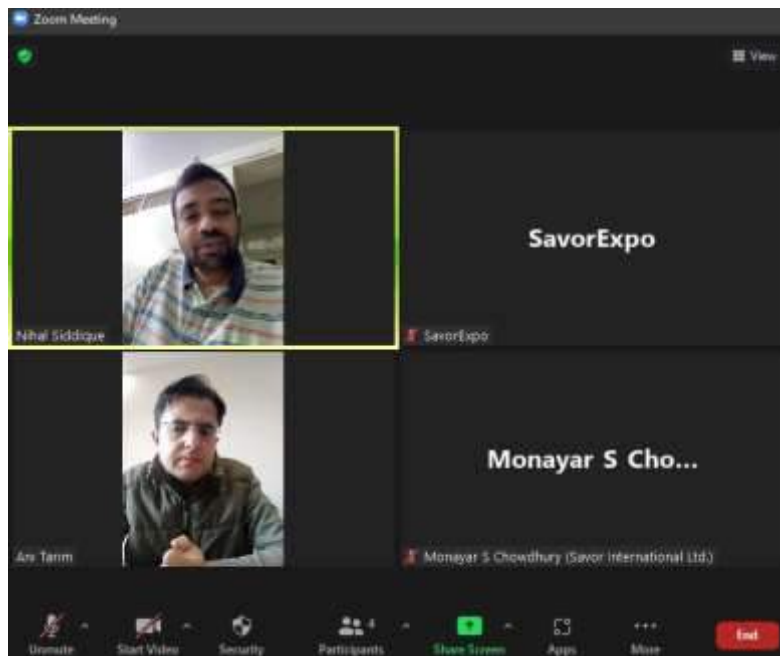 Zoom Meeting
View
SavorExpo
Nihal Siddique
SavorExpo
Monayar S Cho...
Monayar S Chowdhury (Savor International Ltd.)
Unmute
Start Video
Security
Participants
4
Share Screen
Apps
More
End